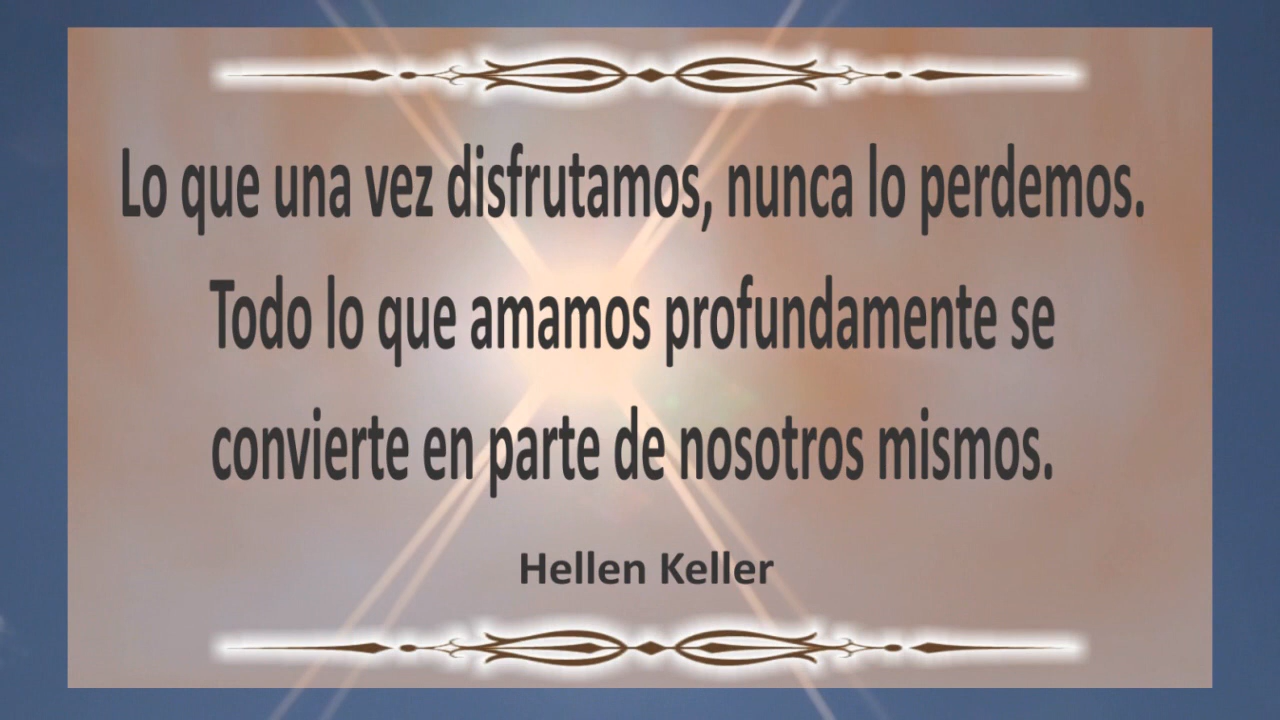 Lo que una vez disfrutamos, nunca lo perdemos.
Todo lo que amamos profundamente se
convierte en parte de nosotros mismos.
Hellen Keller